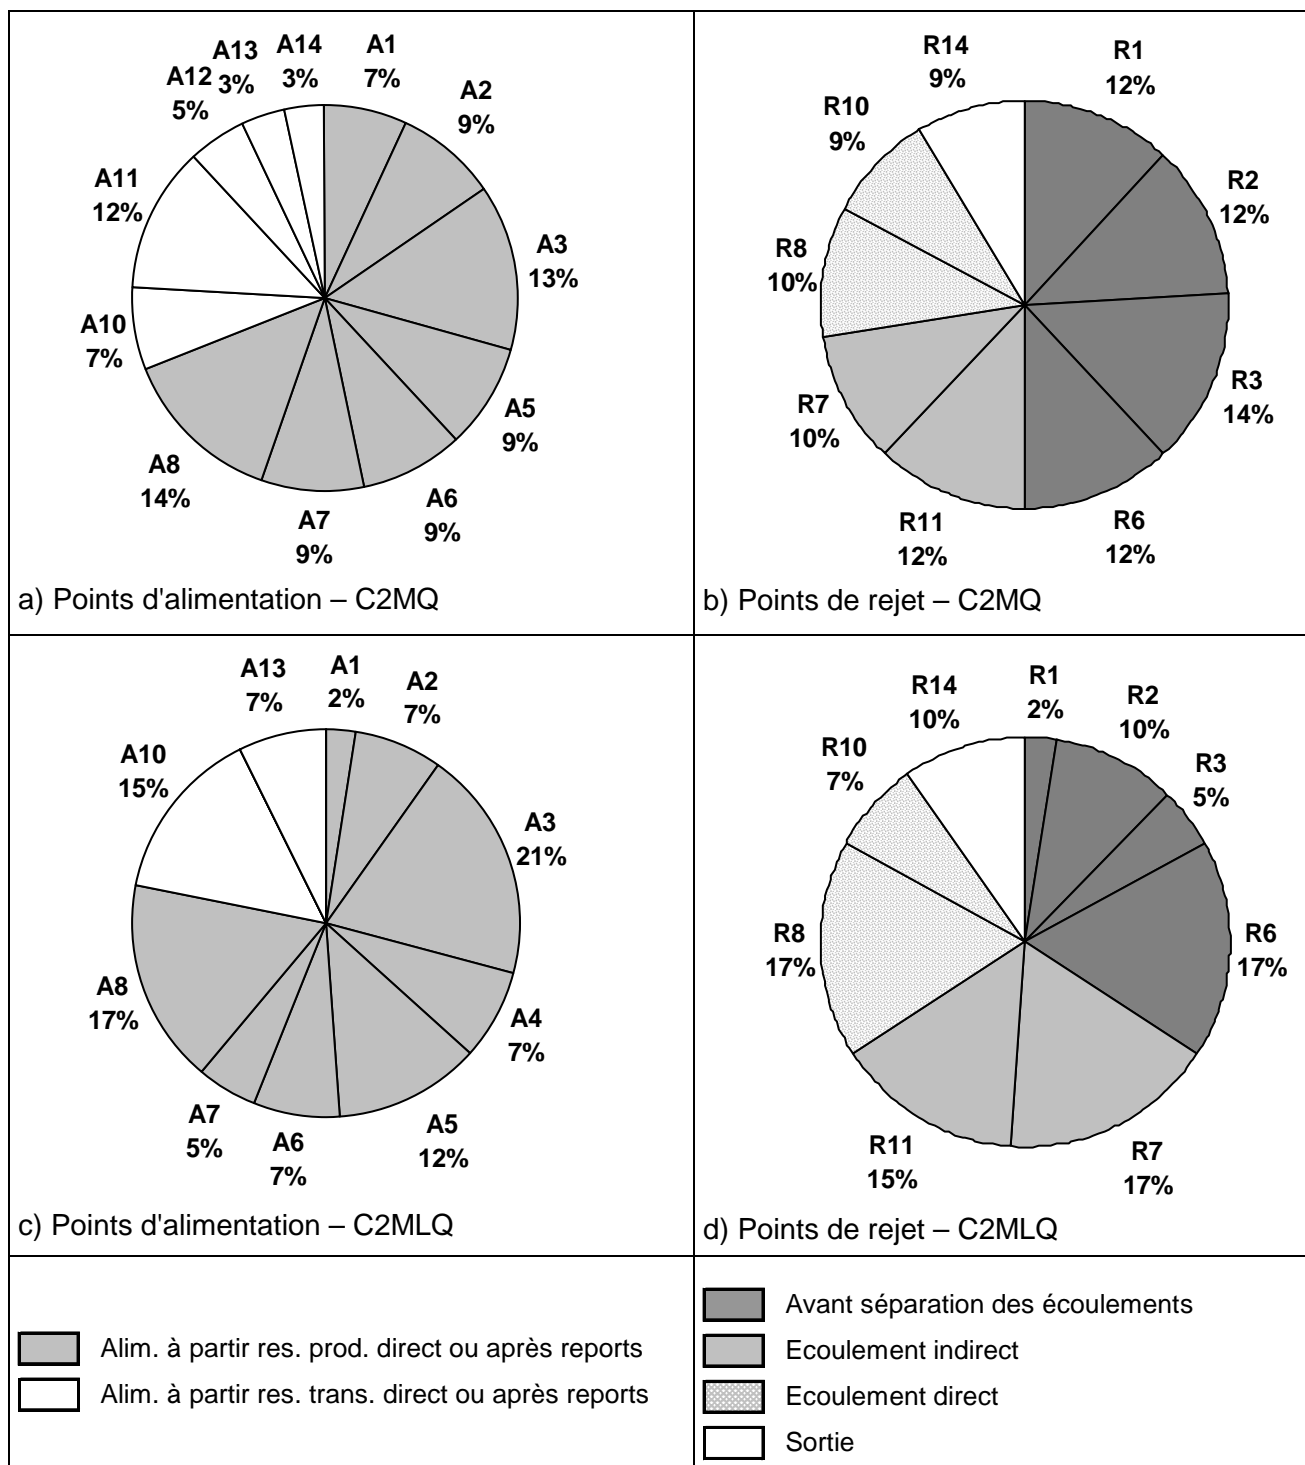 A1
7%
A2
9%
A3
13%
A5
9%
A6
9%
A7
9%
A8
14%
A10
7%
A11
12%
A12
5%
A13
3%
A14
3%
a) Points d'alimentation – C2MQ
R1
12%
R2
12%
R3
14%
R6
12%
R11
12%
R7
10%
R8
10%
R10
9%
R14
9%
b) Points de rejet – C2MQ
A1
2%
A2
7%
A3
21%
A4
7%
A5
12%
A6
7%
A7
5%
A8
17%
A10
15%
A13
7%
c) Points d'alimentation – C2MLQ
R1
2%
R2
10%
R3
5%
R6
17%
R7
17%
R11
15%
R8
17%
R10
7%
R14
10%
d) Points de rejet – C2MLQ
Alim. à partir res. prod. direct ou après reports
Alim. à partir res. trans. direct ou après reports
Avant séparation des écoulements
Ecoulement indirect
Ecoulement direct
Sortie